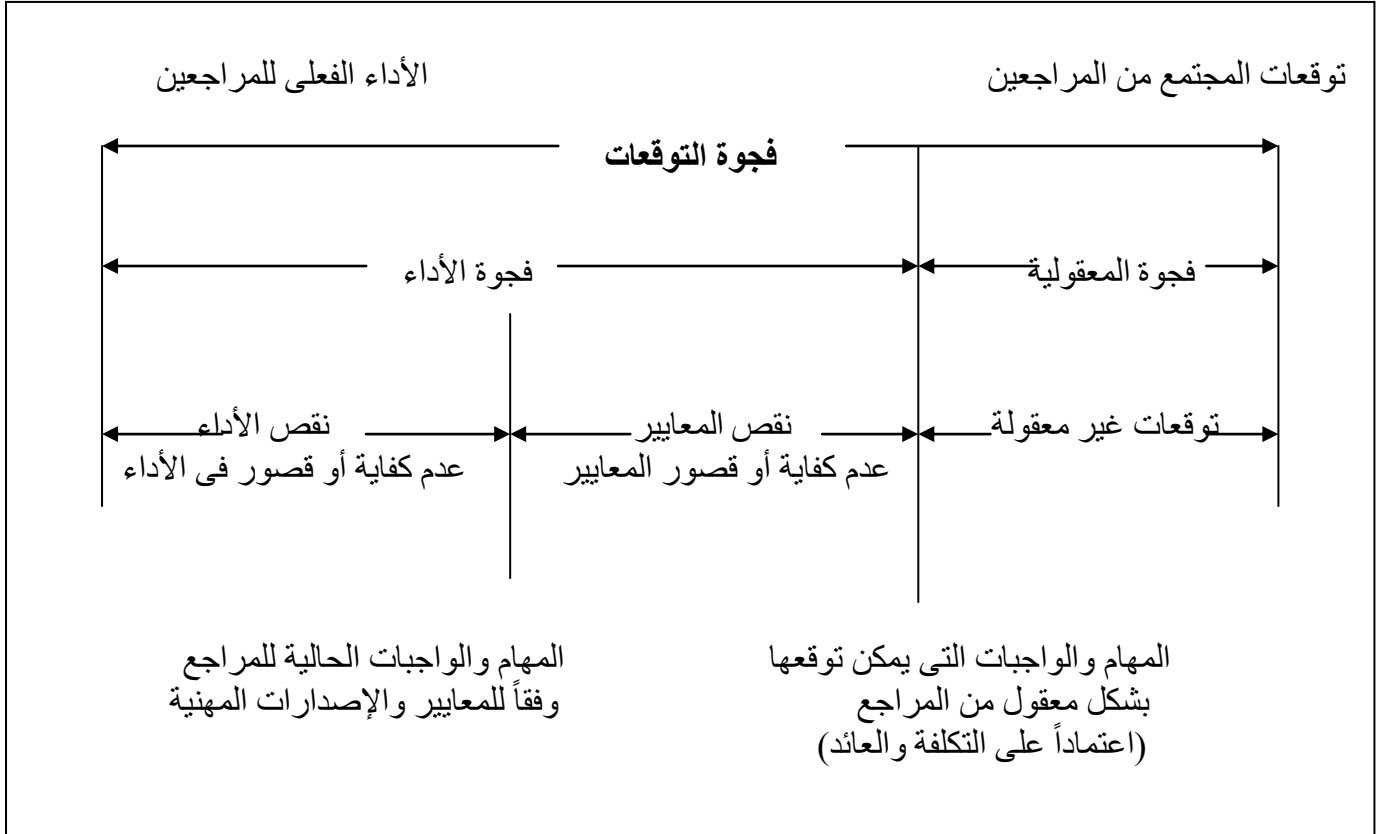 توقعات المجتمع من المراجعين
الأداء الفعلى للمراجعين
فجوة التوقعات
فجوة المعقولية
فجوة الأداء
توقعات غير معقولة
نقص المعايير
عدم كفاية أو قصور المعايير
نقص الأداء
عدم كفاية أو قصور فى الأداء
المهام والواجبات التى يمكن توقعها
بشكل معقول من المراجع
(اعتماداً على التكلفة والعائد)
المهام والواجبات الحالية للمراجع
وفقاً للمعايير والإصدارات المهنية